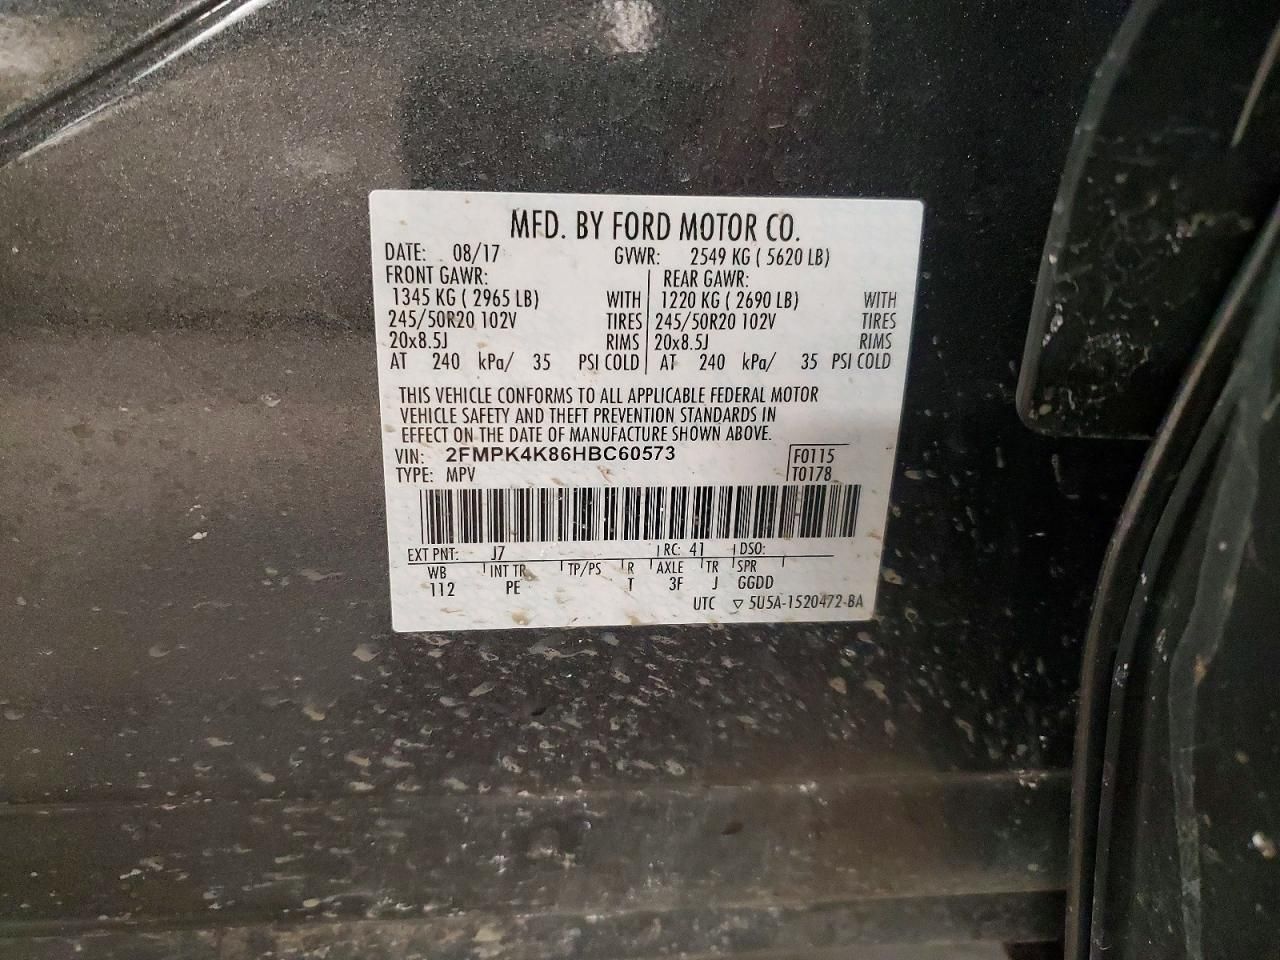 MFD. BY FORD MOTOR CO.
DATE: 08/17 GVWR: 2549 KG ( 5620 LB)
FRONT GAWR: REAR GAWR:
1345 KG ( 2965 LB) WITH 1220 KG ( 2690 LB) WITH
245/50R20 102V TIRES 245/50R20 102V TIRES
20x8.5J RIMS 20x8.5J RIMS
AT 240 kPa/ 35 PSI COLD AT 240 kPa/ 35 PSI COLD
THIS VEHICLE CONFORMS TO ALL APPLICABLE FEDERAL MOTOR
VEHICLE SAFETY AND THEFT PREVENTION STANDARDS IN
EFFECT ON THE DATE OF MANUFACTURE SHOWN ABOVE.
VIN: 2FMPK4K86HBC60573 F0115
TYPE: MPV T0178
EXT PNT: J7 RC: 41 DSO:
WB INT TR TP/PS R AXLE TR SPR
112 PE T 3F J GGDD
UTC ▽ 5U5A-1520472-BA